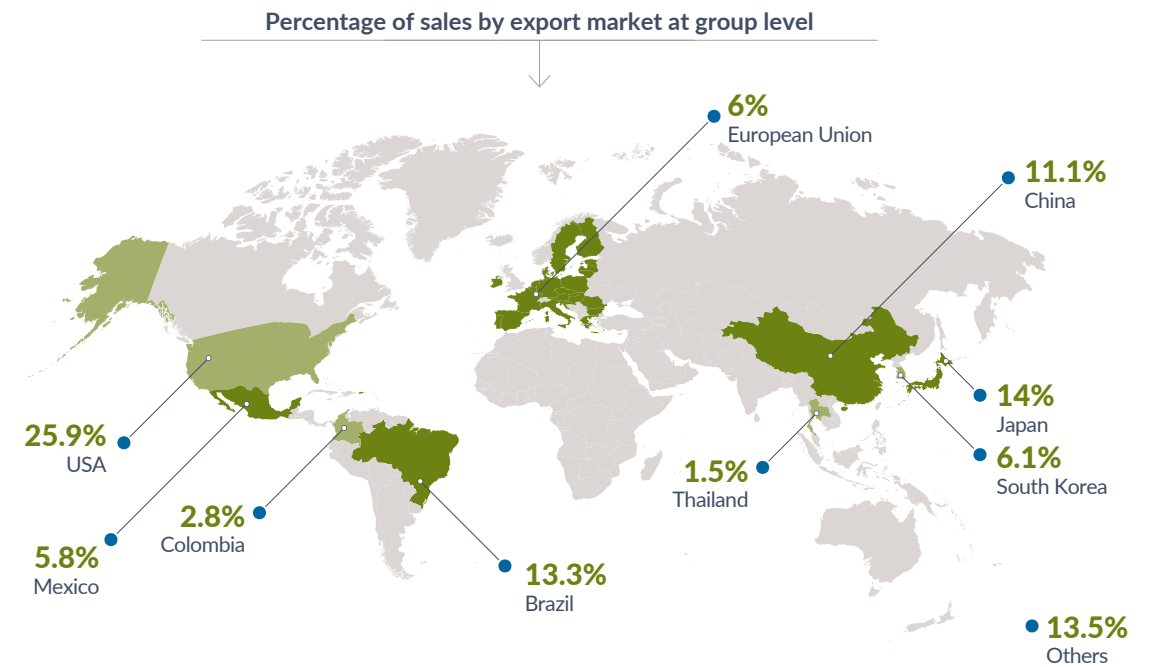 Percentage of sales by export market at group level
6%
European Union
11.1%
China
14%
Japan
25.9%
USA
6.1%
South Korea
1.5%
Thailand
2.8%
Colombia
5.8%
Mexico
13.3%
Brazil
13.5%
Others